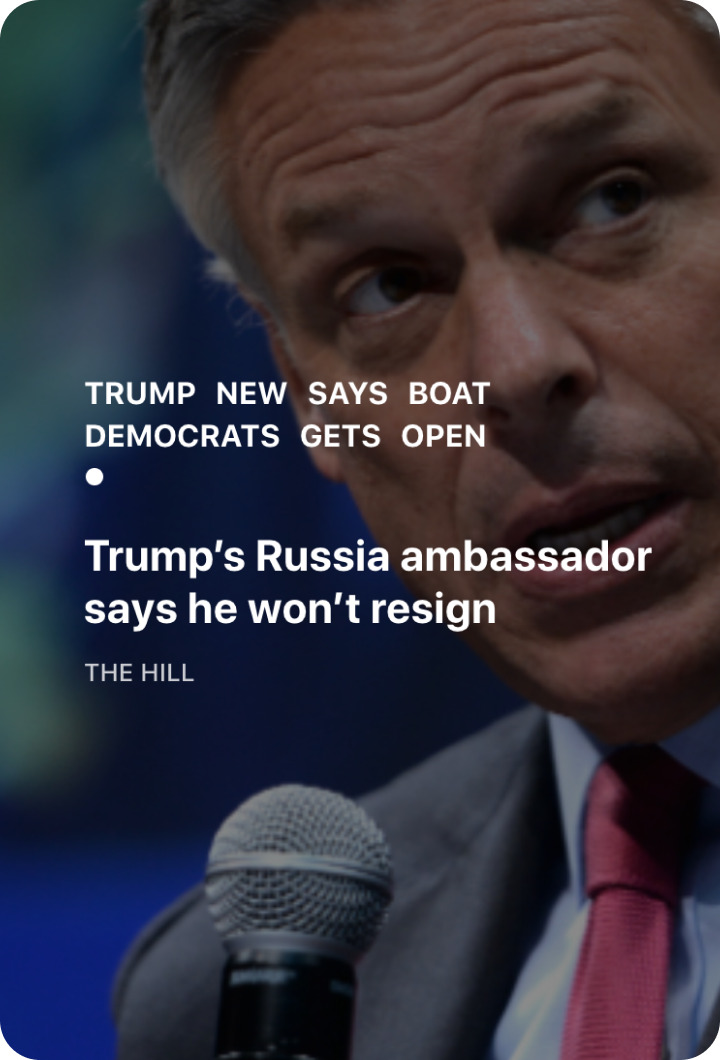 TRUMP NEW SAYS BOAT
DEMOCRATS GETS OPEN
Trump’s Russia ambassador
says he won’t resign
THE HILL